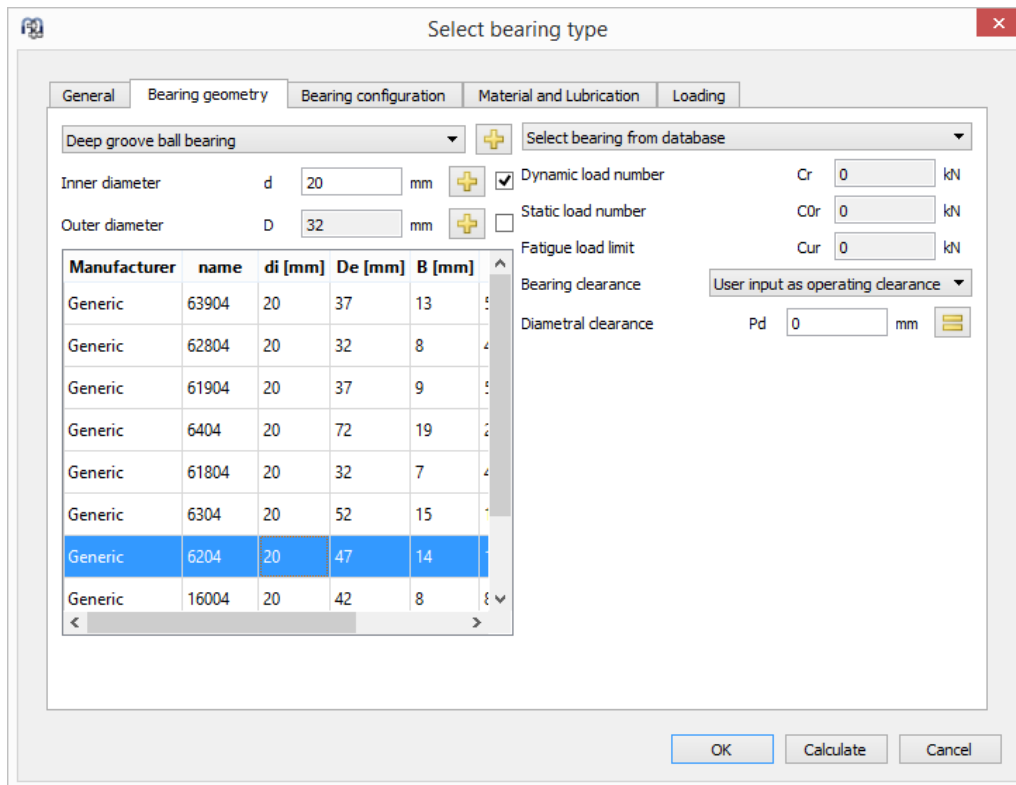 Select bearing type
General Bearing geometry Bearing configuration Material and Lubrication Loading
Deep groove ball bearing
Inner diameter d 20 mm
Outer diameter D 32 mm
Manufacturer name di [mm] De [mm] B [mm]
Generic 63904 20 37 13
Generic 62804 20 32 8
Generic 61904 20 37 9
Generic 6404 20 72 19
Generic 61804 20 32 7
Generic 6304 20 52 15
Generic 6204 20 47 14
Generic 16004 20 42 8
Select bearing from database
Dynamic load number Cr 0 kN
Static load number C0r 0 kN
Fatigue load limit Cur 0 kN
Bearing clearance User input as operating clearance
Diametral clearance Pd 0 mm
OK Calculate Cancel